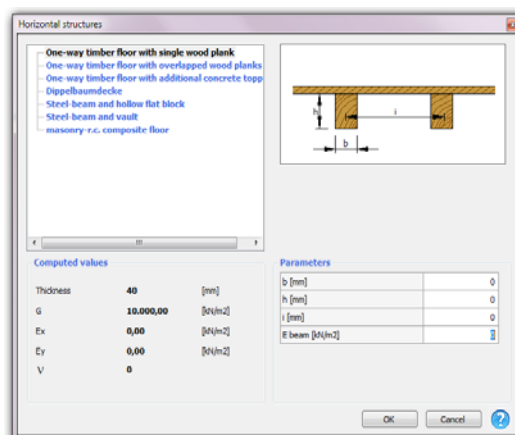 Horizontal structures
One-way timber floor with single wood plank
One-way timber floor with overlapped wood planks
One-way timber floor with additional concrete topp
Dippelbaumdecke
Steel-beam and hollow flat block
Steel-beam and vault
masonry-r.c. composite floor
h
i
b
Computed values
Thickness 40 [mm]
G 10.000,00 [kN/m2]
Ex 0,00 [kN/m2]
Ey 0,00 [kN/m2]
ν 0
Parameters
b [mm] 0
h [mm] 0
i [mm] 0
E beam [kN/m2] 0
OK Cancel ?